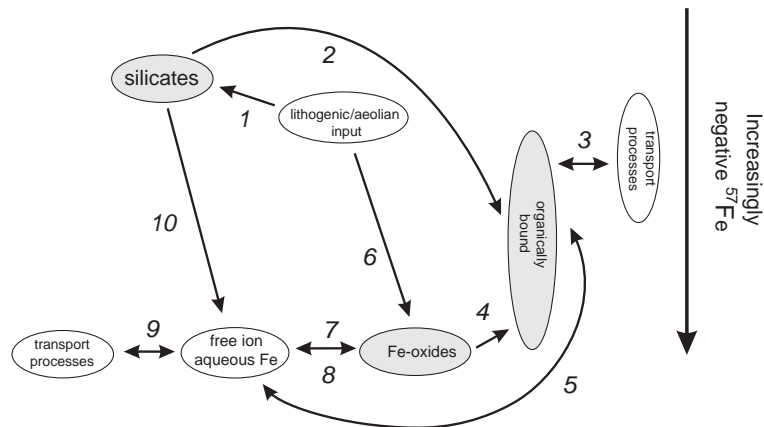 2
silicates
1
lithogenic/aeolian
input
3
transport
processes
organically
bound
Increasingly
negative ⁵⁷Fe
10
6
9
7
4
transport
processes
free ion
aqueous Fe
8
Fe-oxides
5